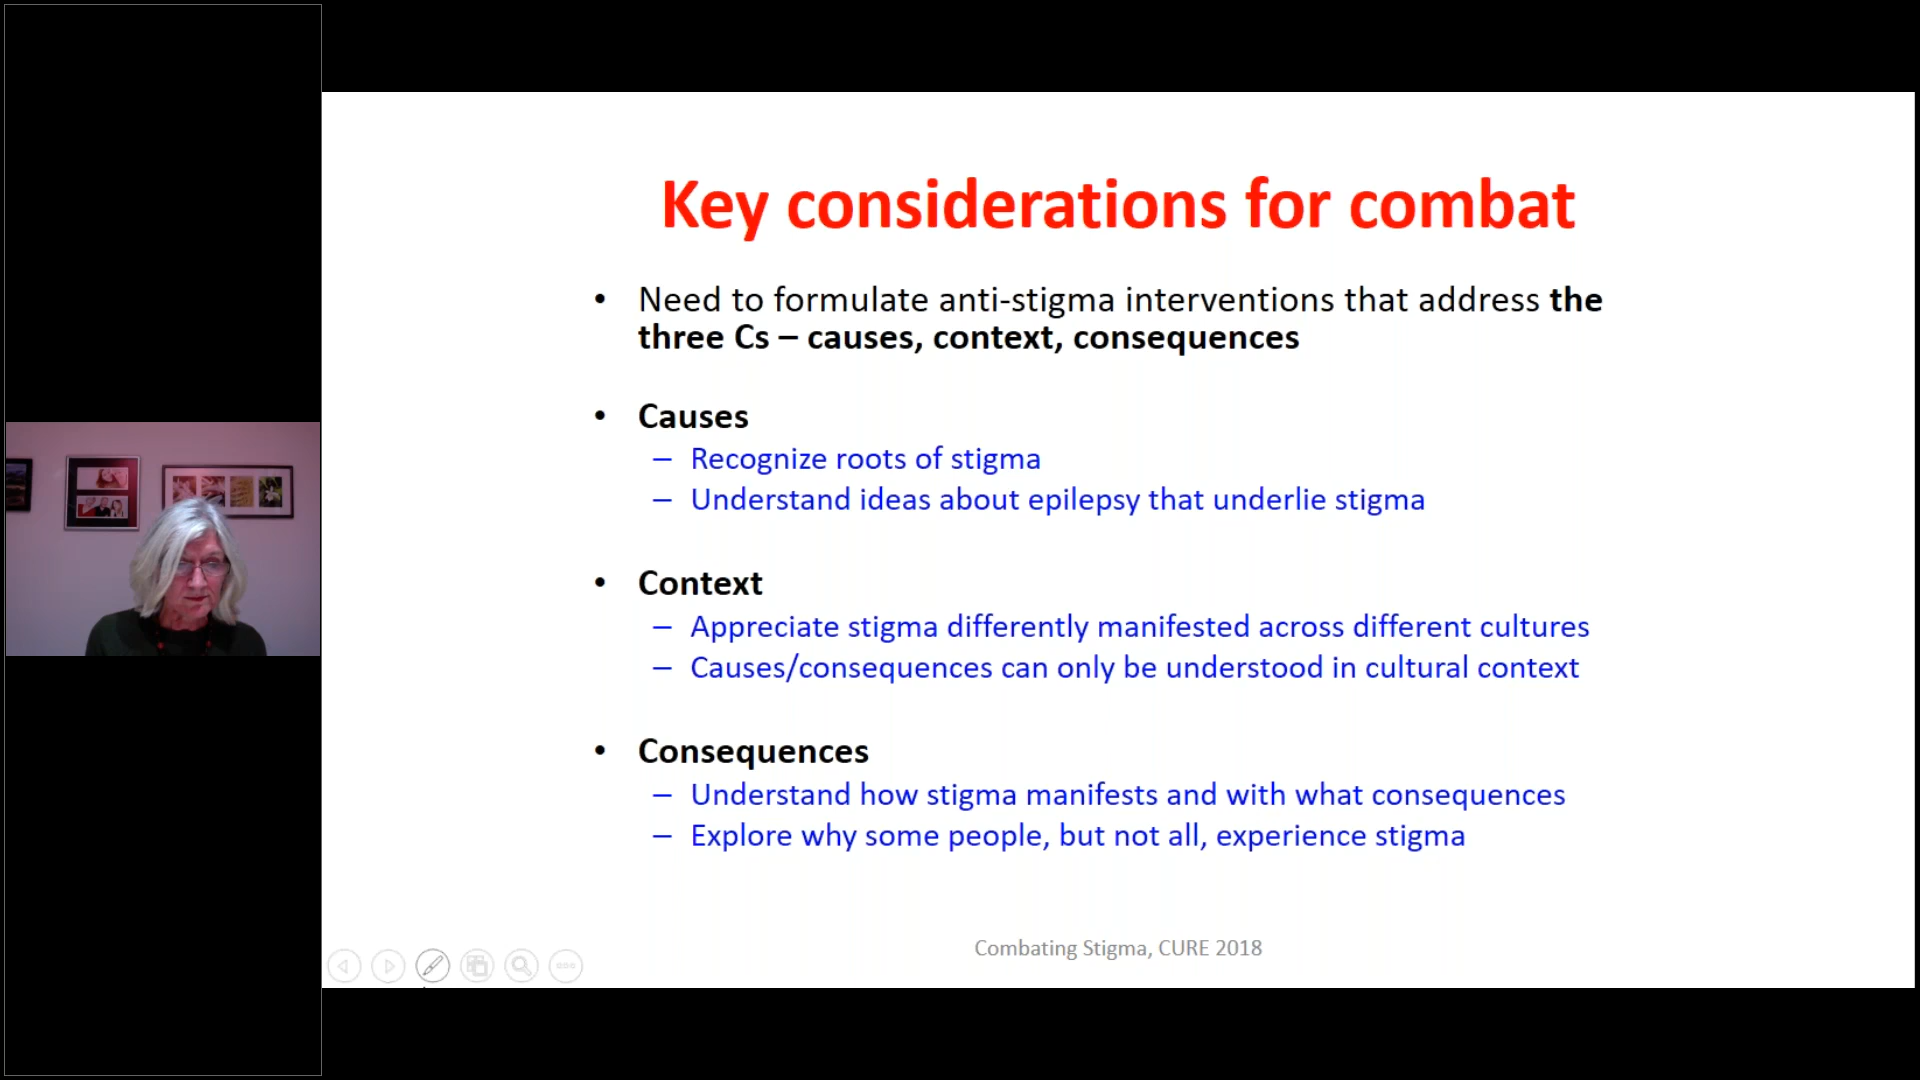 Key considerations for combat
• Need to formulate anti-stigma interventions that address the
three Cs – causes, context, consequences
• Causes
– Recognize roots of stigma
– Understand ideas about epilepsy that underlie stigma
• Context
– Appreciate stigma differently manifested across different cultures
– Causes/consequences can only be understood in cultural context
• Consequences
– Understand how stigma manifests and with what consequences
– Explore why some people, but not all, experience stigma
Combating Stigma, CURE 2018